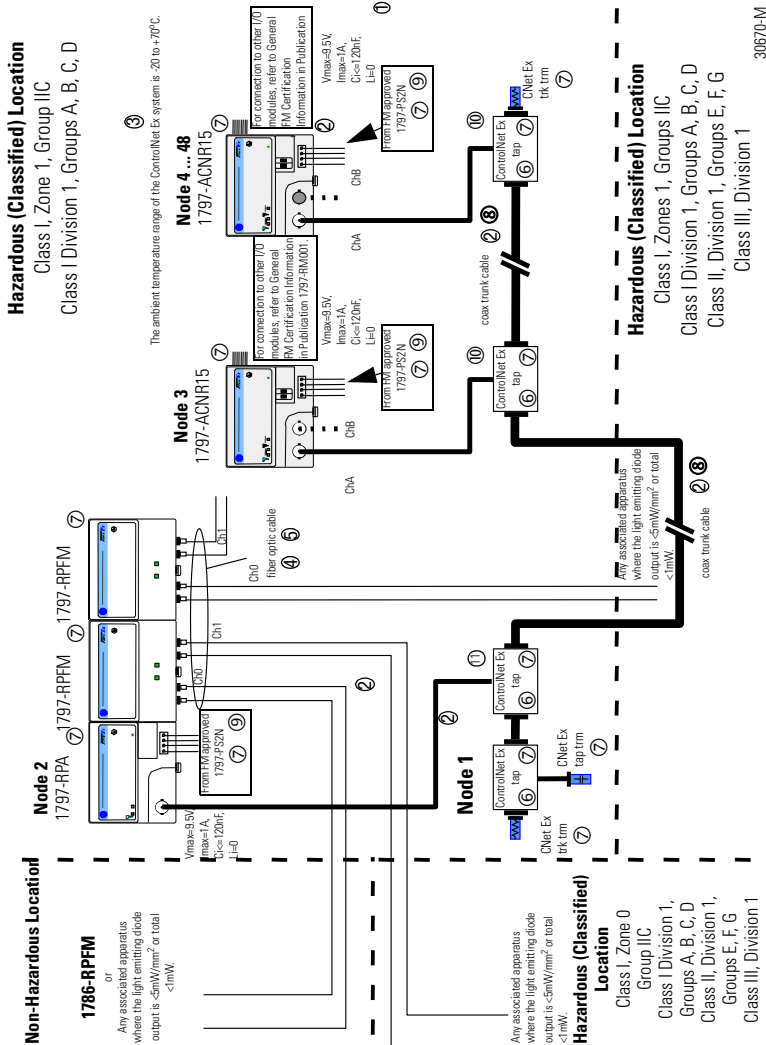 Hazardous (Classified) Location
Class I, Zone 1, Group IIC
Class I Division 1, Groups A, B, C, D
③
The ambient temperature range of the ControlNet Ex system is -20 to +70°C.
Non-Hazardous Location
1786-RPFM
or
Any associated apparatus
where the light emitting diode
output is <5mW/mm² or total
<1mW.
Node 2
1797-RPA
⑦
1797-RPFM
⑦
1797-RPFM
⑦
Vmax=9.5V,
Imax=1A,
Ci<=120nF,
Li=0
From FM approved
1797-PS2N
⑦ ⑨
Ch0
Ch1
Ch0
Ch1
fiber optic cable
④ ⑤
②
Node 3
1797-ACNR15
⑦
For connection to other I/O
modules, refer to General
FM Certification Information
in Publication 1797-RM001.
ChA
ChB
Vmax=9.5V,
Imax=1A,
Ci<=120nF,
Li=0
From FM approved
1797-PS2N
⑦ ⑨
Node 4 ... 48
1797-ACNR15
⑦
For connection to other I/O
modules, refer to General
FM Certification
Information in Publication
②
ChA
ChB
Vmax=9.5V,
Imax=1A,
Ci<=120nF,
Li=0
①
From FM approved
1797-PS2N
⑦ ⑨
Node 1
ControlNet Ex
tap
⑥ ⑦
CNet Ex
trk trm
⑦
CNet Ex
tap trm
⑦
②
⑪
ControlNet Ex
tap
⑥ ⑦
⑩
ControlNet Ex
tap
⑥ ⑦
coax trunk cable
② ⑧
⑩
ControlNet Ex
tap
⑥ ⑦
CNet Ex
trk trm
⑦
Any associated apparatus
where the light emitting diode
output is <5mW/mm² or total
<1mW.
coax trunk cable
② ⑧
Any associated apparatus
where the light emitting diode
output is <5mW/mm² or total
<1mW.
Hazardous (Classified)
Location
Class I, Zone 0
Group IIC
Class I Division 1,
Groups A, B, C, D
Class II, Division 1,
Groups E, F, G
Class III, Division 1
Hazardous (Classified) Location
Class I, Zones 1, Groups IIC
Class I Division 1, Groups A, B, C, D
Class II, Division 1, Groups E, F, G
Class III, Division 1
30670-M